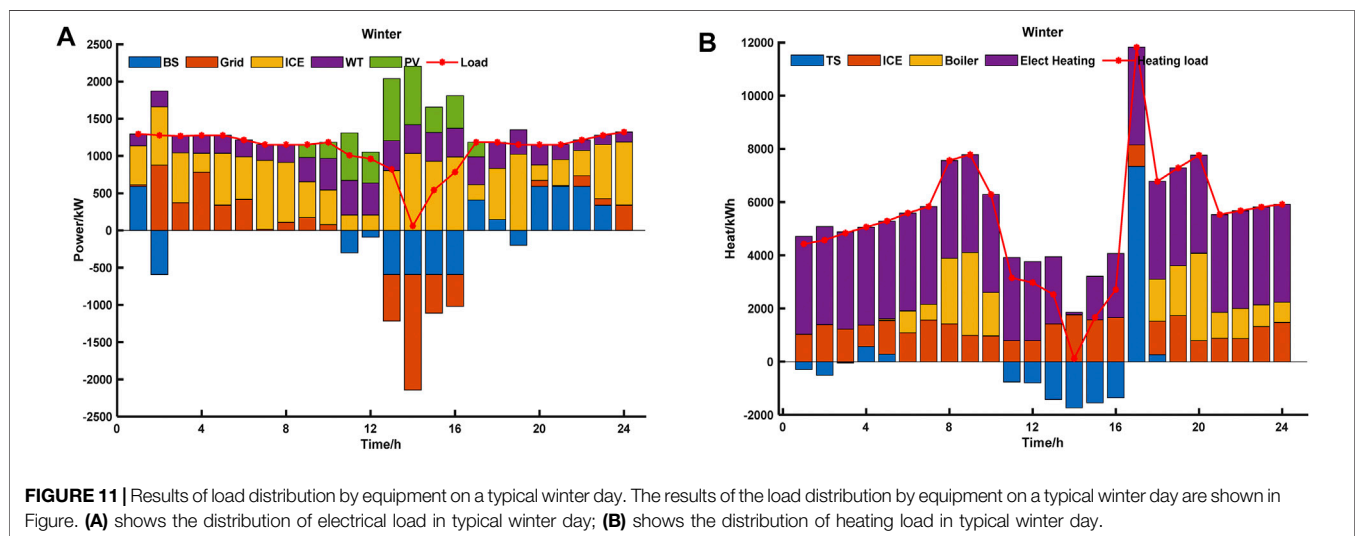 A
Winter
BS Grid ICE WT PV Load
2500
2000
1500
1000
500
0
-500
-1000
-1500
-2000
-2500
Power/kW
0 4 8 12 16 20 24
Time/h
B
Winter
TS ICE Boiler Elect Heating Heating load
12000
10000
8000
6000
4000
2000
0
-2000
Heat/kWh
0 4 8 12 16 20 24
Time/h
FIGURE 11 | Results of load distribution by equipment on a typical winter day. The results of the load distribution by equipment on a typical winter day are shown in
Figure. (A) shows the distribution of electrical load in typical winter day; (B) shows the distribution of heating load in typical winter day.